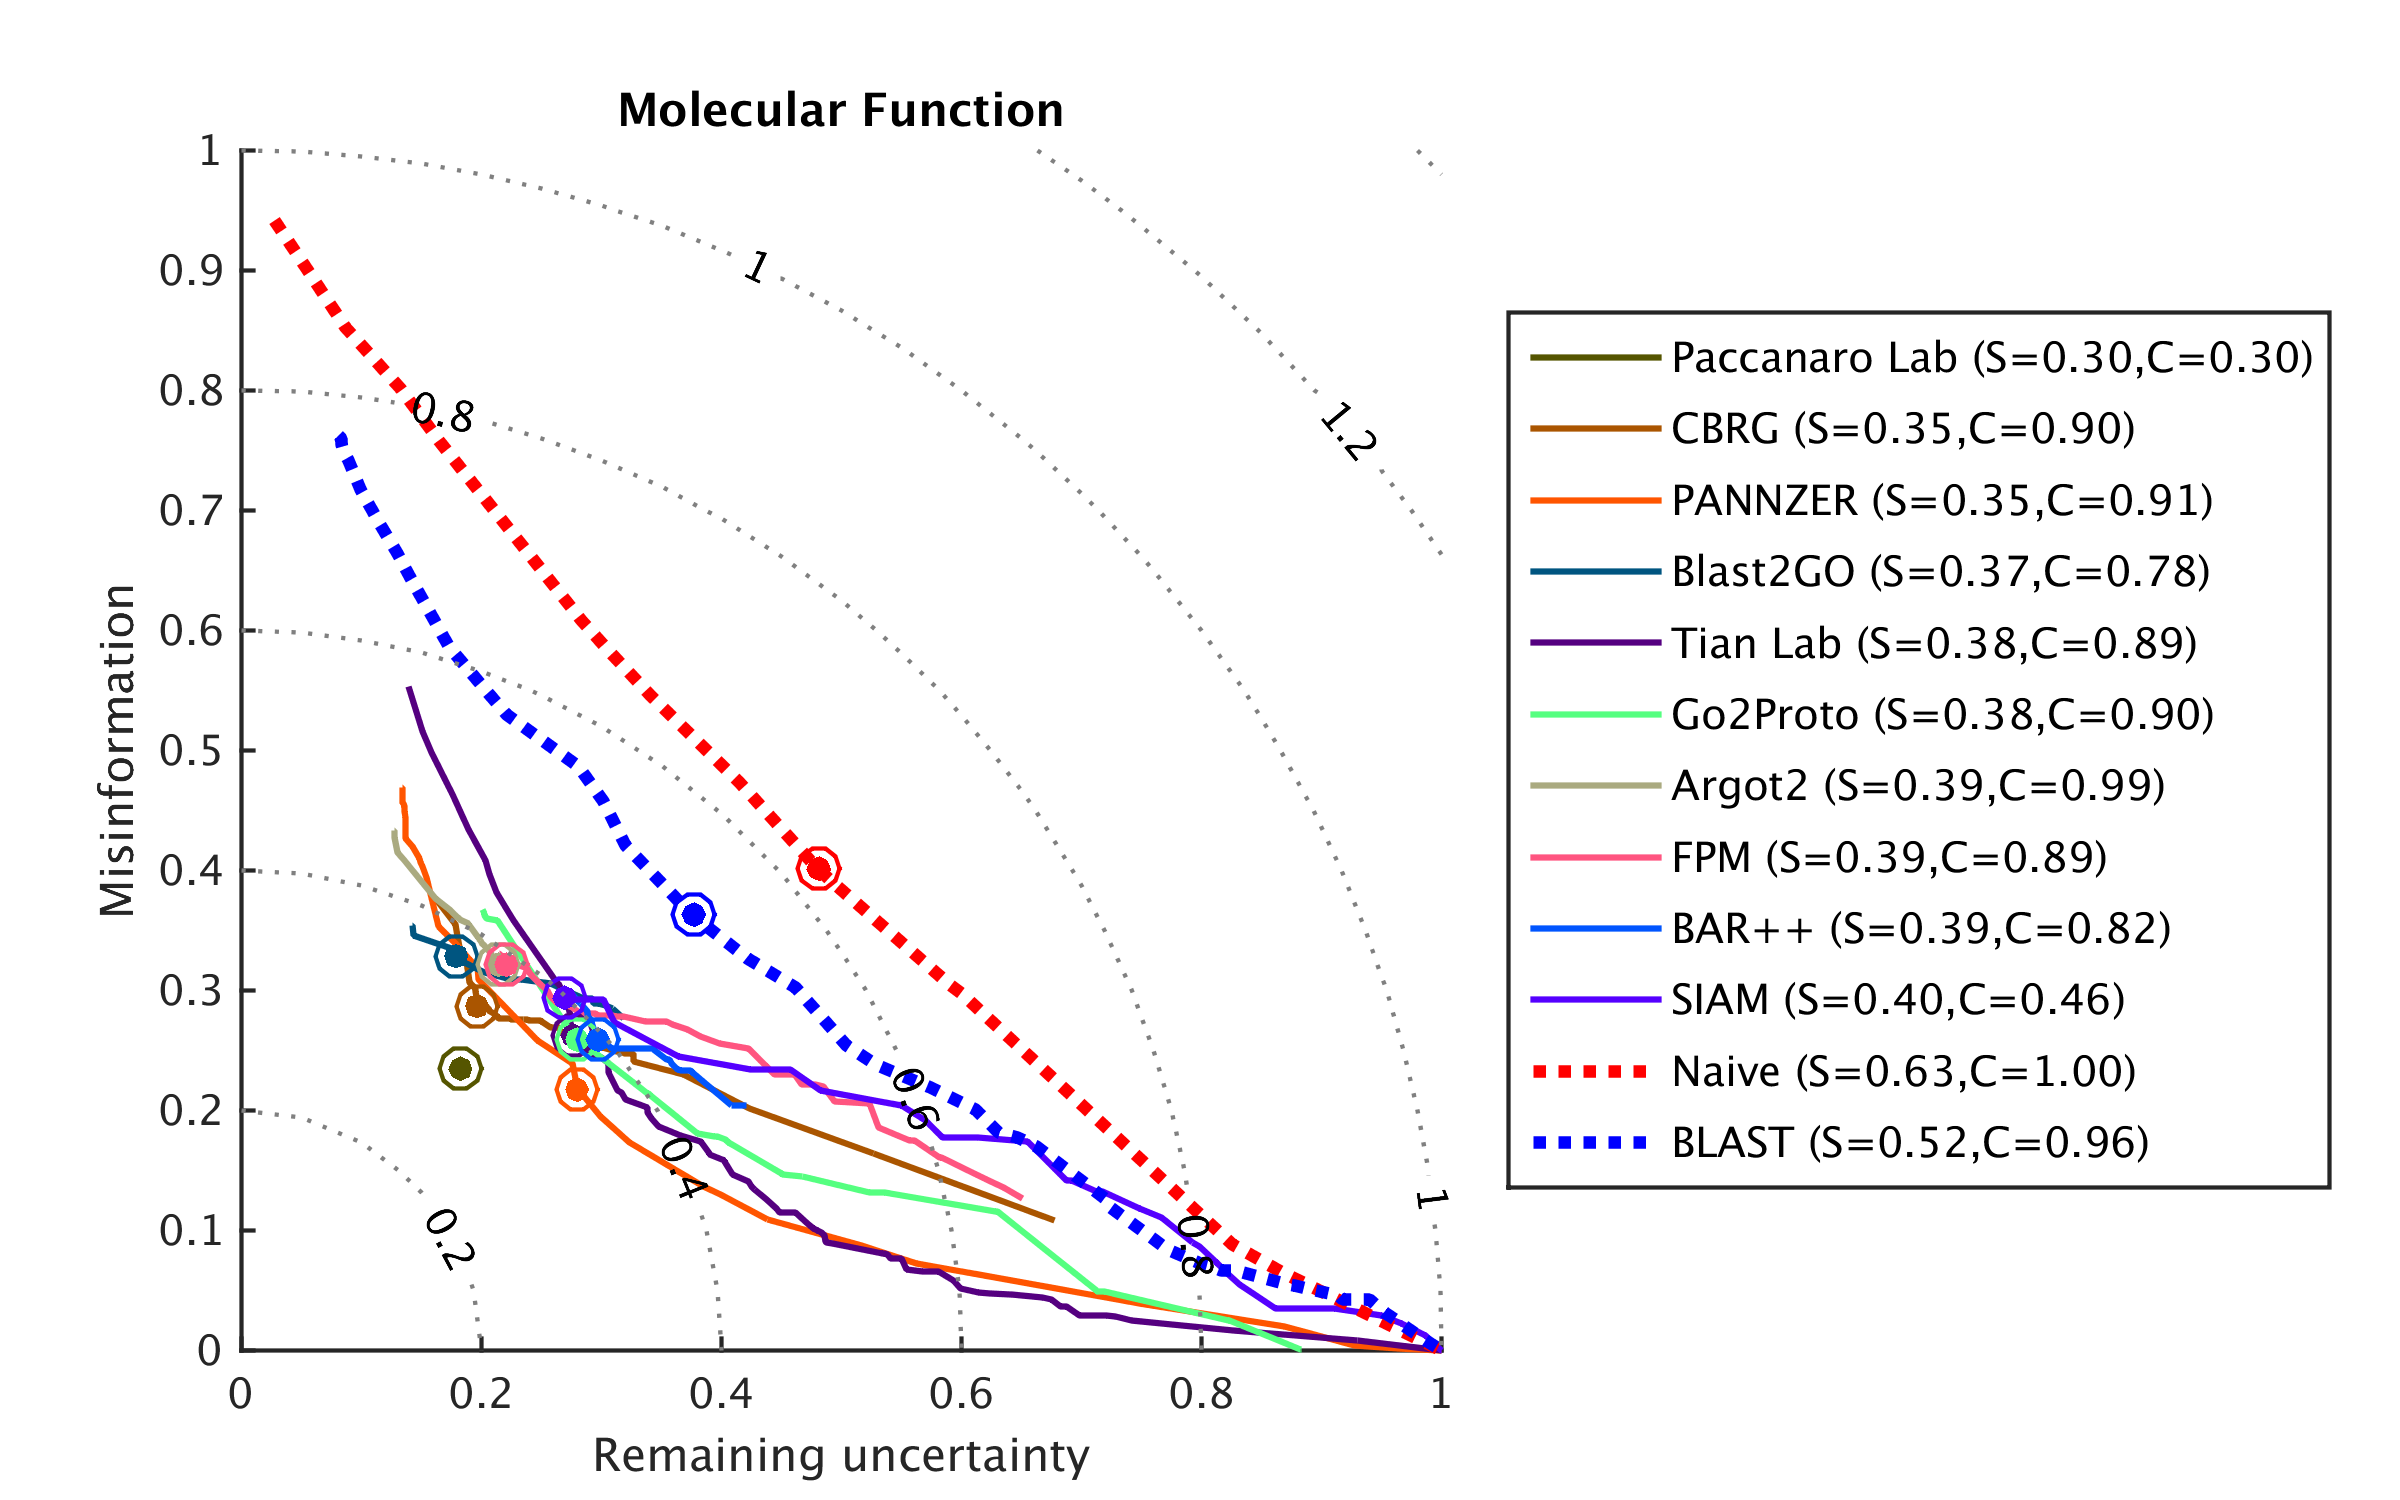 Molecular Function
1
0.9
0.8
0.7
0.6
0.5
0.4
0.3
0.2
0.1
0
Misinformation
0
0.2
0.4
0.6
0.8
1
Remaining uncertainty
1
1.2
0.8
0.6
0.4
0.2
0.8
1
Paccanaro Lab (S=0.30,C=0.30)
CBRG (S=0.35,C=0.90)
PANNZER (S=0.35,C=0.91)
Blast2GO (S=0.37,C=0.78)
Tian Lab (S=0.38,C=0.89)
Go2Proto (S=0.38,C=0.90)
Argot2 (S=0.39,C=0.99)
FPM (S=0.39,C=0.89)
BAR++ (S=0.39,C=0.82)
SIAM (S=0.40,C=0.46)
Naive (S=0.63,C=1.00)
BLAST (S=0.52,C=0.96)